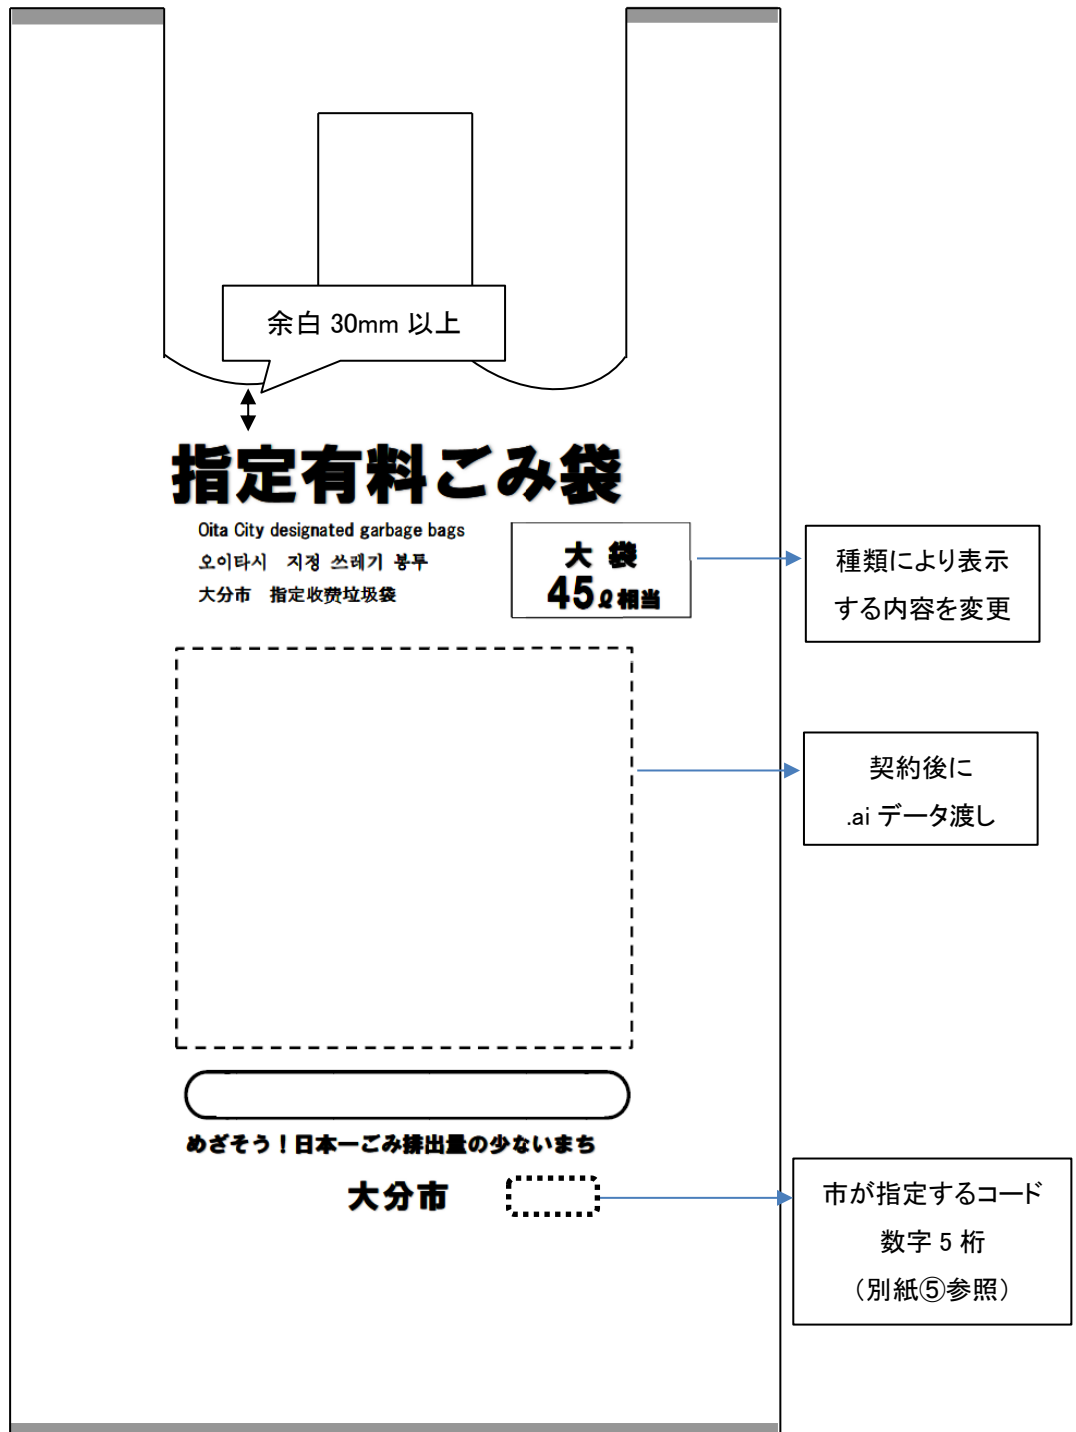 余白 30mm 以上
指定有料ごみ袋
Oita City designated garbage bags
오이타시 지정 쓰레기 봉투
大分市 指定收费垃圾袋
大 袋
45ℓ相当
種類により表示
する内容を変更
契約後に
.ai データ渡し
めざそう！日本一ごみ排出量の少ないまち
大分市
市が指定するコード
数字 5 桁
（別紙⑤参照）